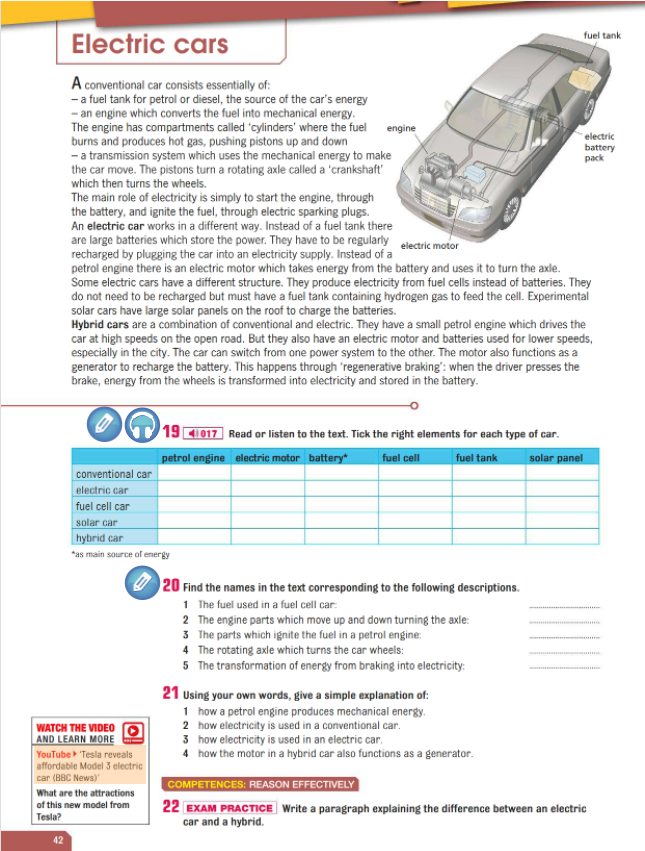 Electric cars
fuel tank
engine
electric
battery
pack
electric motor
A conventional car consists essentially of:
– a fuel tank for petrol or diesel, the source of the car's energy
– an engine which converts the fuel into mechanical energy.
The engine has compartments called 'cylinders' where the fuel
burns and produces hot gas, pushing pistons up and down
– a transmission system which uses the mechanical energy to make
the car move. The pistons turn a rotating axle called a 'crankshaft'
which then turns the wheels.
The main role of electricity is simply to start the engine, through
the battery, and ignite the fuel, through electric sparking plugs.
An electric car works in a different way. Instead of a fuel tank there
are large batteries which store the power. They have to be regularly
recharged by plugging the car into an electricity supply. Instead of a
petrol engine there is an electric motor which takes energy from the battery and uses it to turn the axle.
Some electric cars have a different structure. They produce electricity from fuel cells instead of batteries. They
do not need to be recharged but must have a fuel tank containing hydrogen gas to feed the cell. Experimental
solar cars have large solar panels on the roof to charge the batteries.
Hybrid cars are a combination of conventional and electric. They have a small petrol engine which drives the
car at high speeds on the open road. But they also have an electric motor and batteries used for lower speeds,
especially in the city. The car can switch from one power system to the other. The motor also functions as a
generator to recharge the battery. This happens through 'regenerative braking': when the driver presses the
brake, energy from the wheels is transformed into electricity and stored in the battery.
19 017 Read or listen to the text. Tick the right elements for each type of car.
petrol engine electric motor battery* fuel cell fuel tank solar panel
conventional car
electric car
fuel cell car
solar car
hybrid car
*as main source of energy
20 Find the names in the text corresponding to the following descriptions.
1 The fuel used in a fuel cell car: ..............................
2 The engine parts which move up and down turning the axle: ..............................
3 The parts which ignite the fuel in a petrol engine: ..............................
4 The rotating axle which turns the car wheels: ..............................
5 The transformation of energy from braking into electricity: ..............................
21 Using your own words, give a simple explanation of:
1 how a petrol engine produces mechanical energy.
2 how electricity is used in a conventional car.
3 how electricity is used in an electric car.
4 how the motor in a hybrid car also functions as a generator.
WATCH THE VIDEO
AND LEARN MORE
YouTube 'Tesla reveals
affordable Model 3 electric
car (BBC News)'
What are the attractions
of this new model from
Tesla?
COMPETENCES: REASON EFFECTIVELY
22 EXAM PRACTICE Write a paragraph explaining the difference between an electric
car and a hybrid.
42